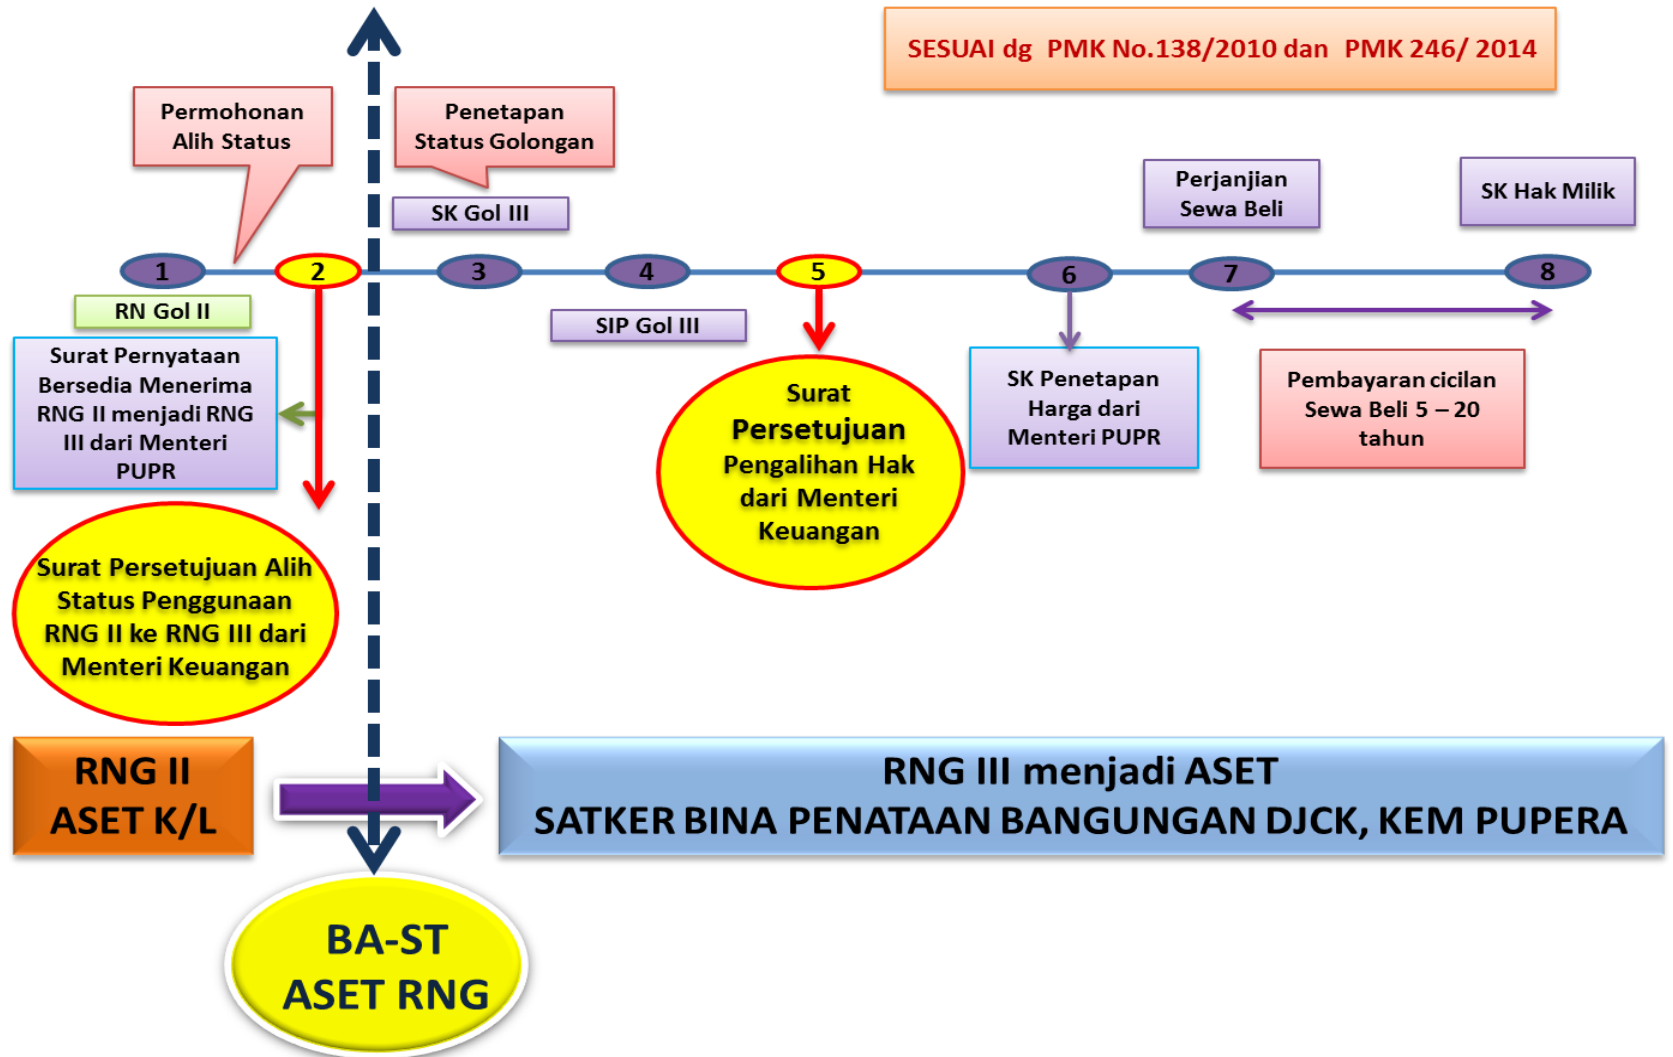 SESUAI dg PMK No.138/2010 dan PMK 246/ 2014
Permohonan
Alih Status
Penetapan
Status Golongan
SK Gol III
Perjanjian
Sewa Beli
SK Hak Milik
1
2
3
4
5
6
7
8
RN Gol II
SIP Gol III
Surat Pernyataan
Bersedia Menerima
RNG II menjadi RNG
III dari Menteri
PUPR
Surat
Persetujuan
Pengalihan Hak
dari Menteri
Keuangan
SK Penetapan
Harga dari
Menteri PUPR
Pembayaran cicilan
Sewa Beli 5 – 20
tahun
Surat Persetujuan Alih
Status Penggunaan
RNG II ke RNG III dari
Menteri Keuangan
RNG II
ASET K/L
RNG III menjadi ASET
SATKER BINA PENATAAN BANGUNGAN DJCK, KEM PUPERA
BA-ST
ASET RNG